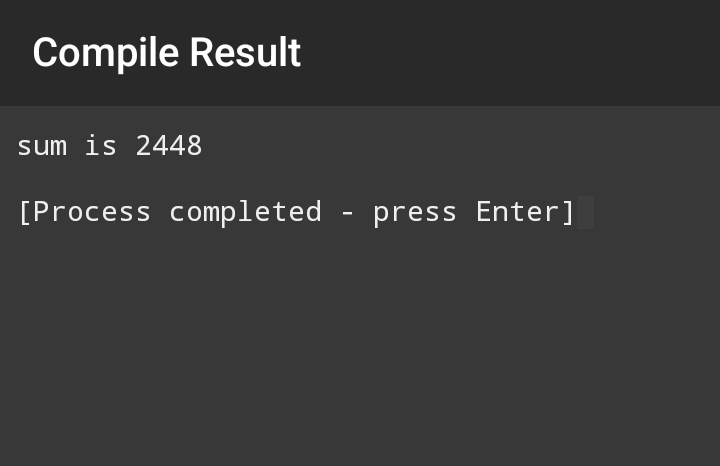 Compile Result
sum is 2448
[Process completed - press Enter]